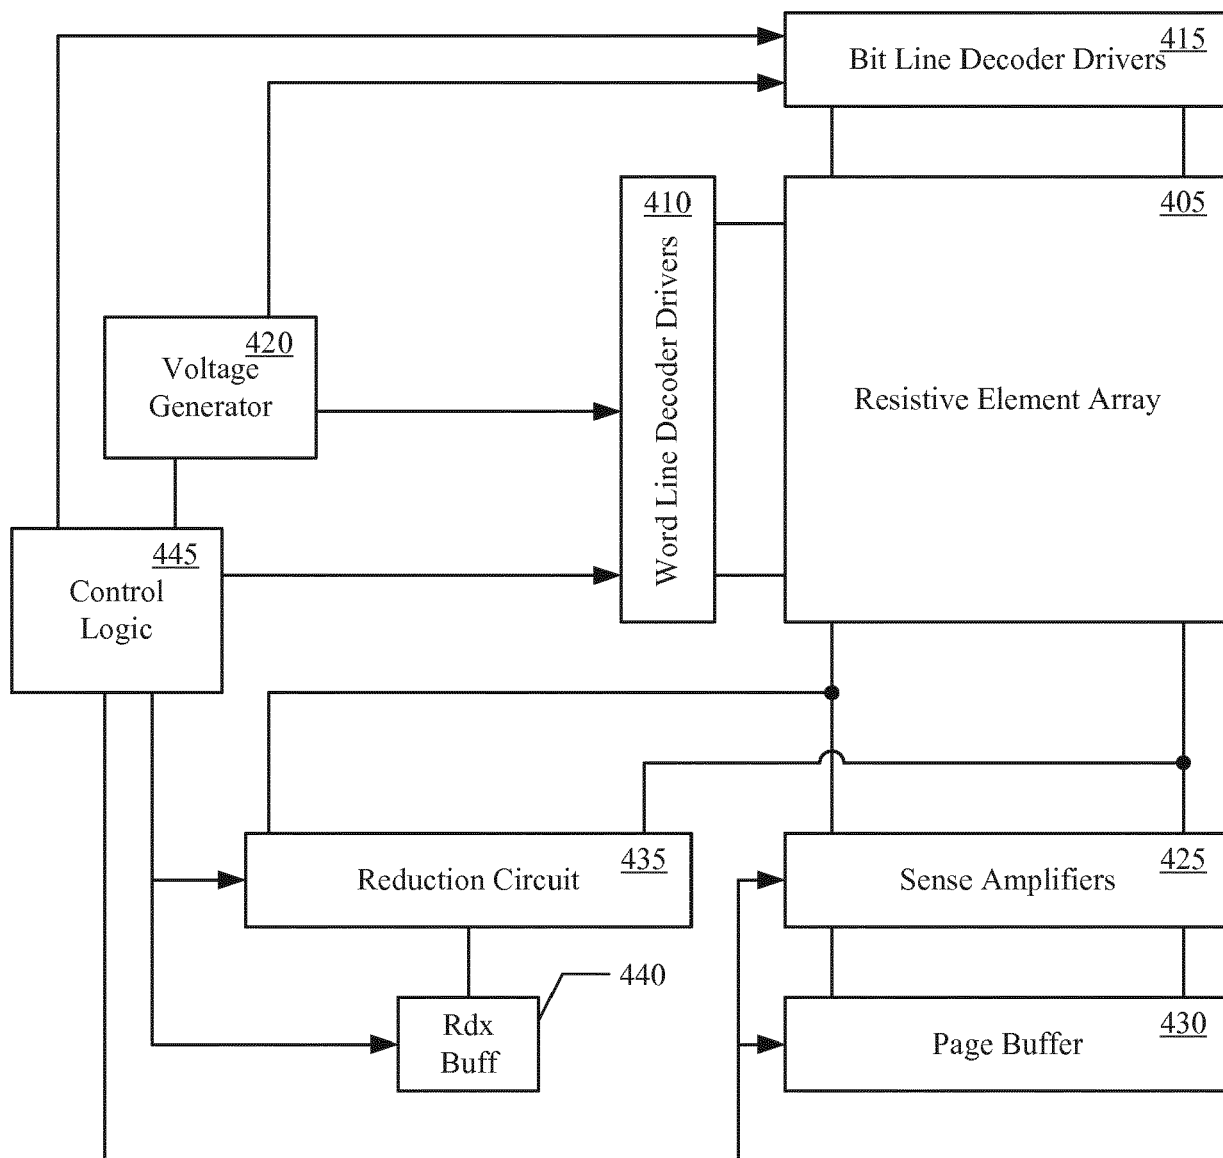 415
Bit Line Decoder Drivers
410
Word Line Decoder Drivers
405
Resistive Element Array
420
Voltage
Generator
445
Control
Logic
435
Reduction Circuit
425
Sense Amplifiers
440
Rdx
Buff
430
Page Buffer